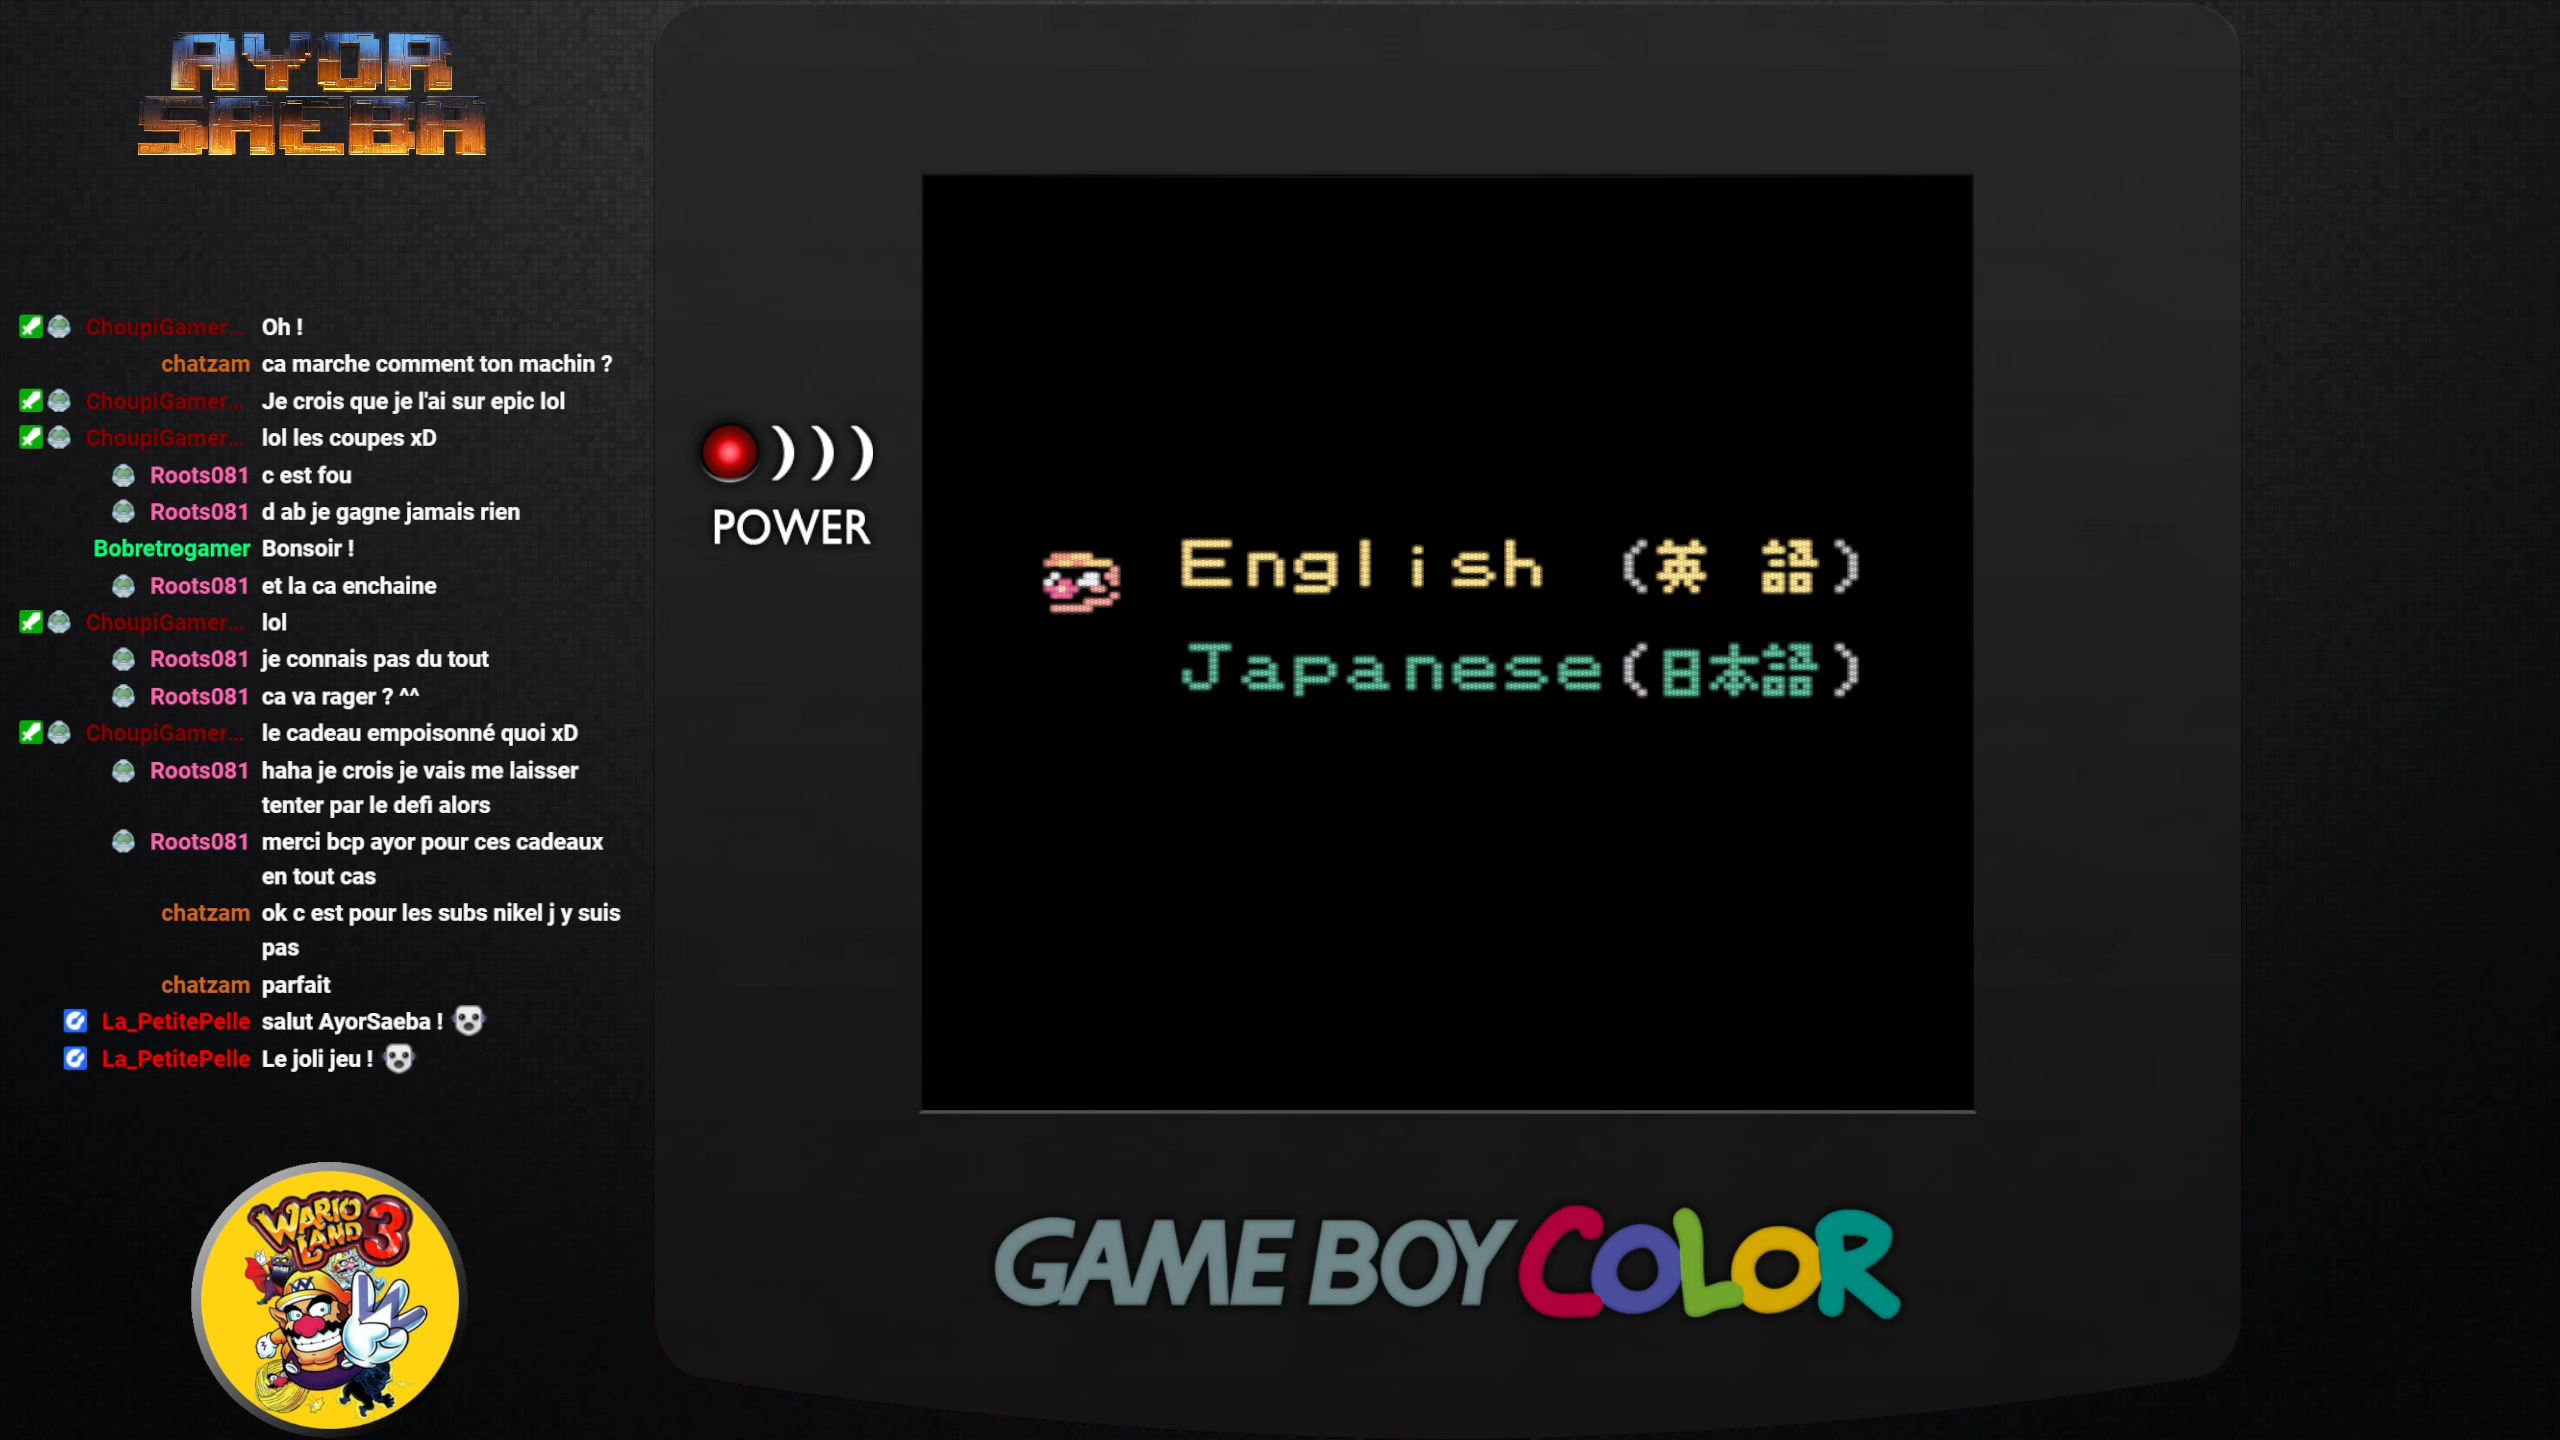 AYOR
SAEBA
ChoupiGamer... Oh !
chatzam ca marche comment ton machin ?
ChoupiGamer... Je crois que je l'ai sur epic lol
ChoupiGamer... lol les coupes xD
Roots081 c est fou
Roots081 d ab je gagne jamais rien
Bobretrogamer Bonsoir !
Roots081 et la ca enchaine
ChoupiGamer... lol
Roots081 je connais pas du tout
Roots081 ca va rager ? ^^
ChoupiGamer... le cadeau empoisonné quoi xD
Roots081 haha je crois je vais me laisser
tenter par le defi alors
Roots081 merci bcp ayor pour ces cadeaux
en tout cas
chatzam ok c est pour les subs nikel j y suis
pas
chatzam parfait
La_PetitePelle salut AyorSaeba !
La_PetitePelle Le joli jeu !
WARIO
LAND 3
POWER
English (英 語)
Japanese(日本語)
GAME BOY COLOR